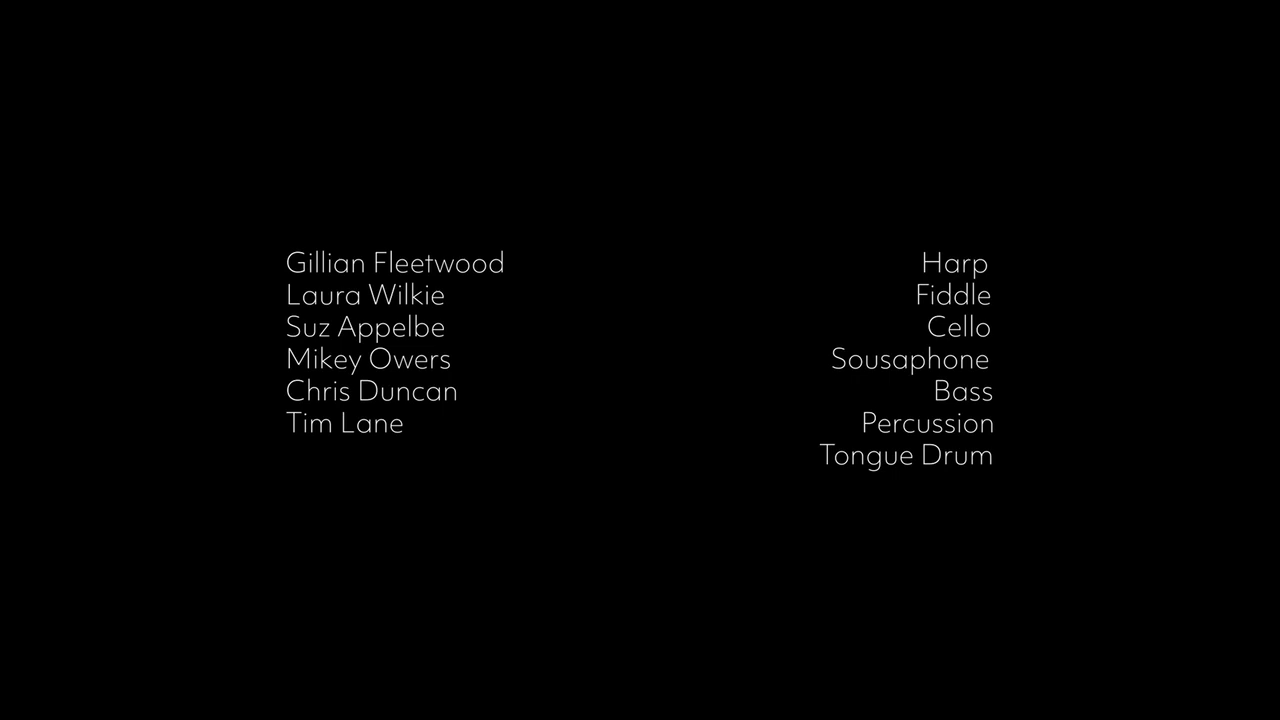 Gillian Fleetwood Harp
Laura Wilkie Fiddle
Suz Appelbe Cello
Mikey Owers Sousaphone
Chris Duncan Bass
Tim Lane Percussion
Tongue Drum